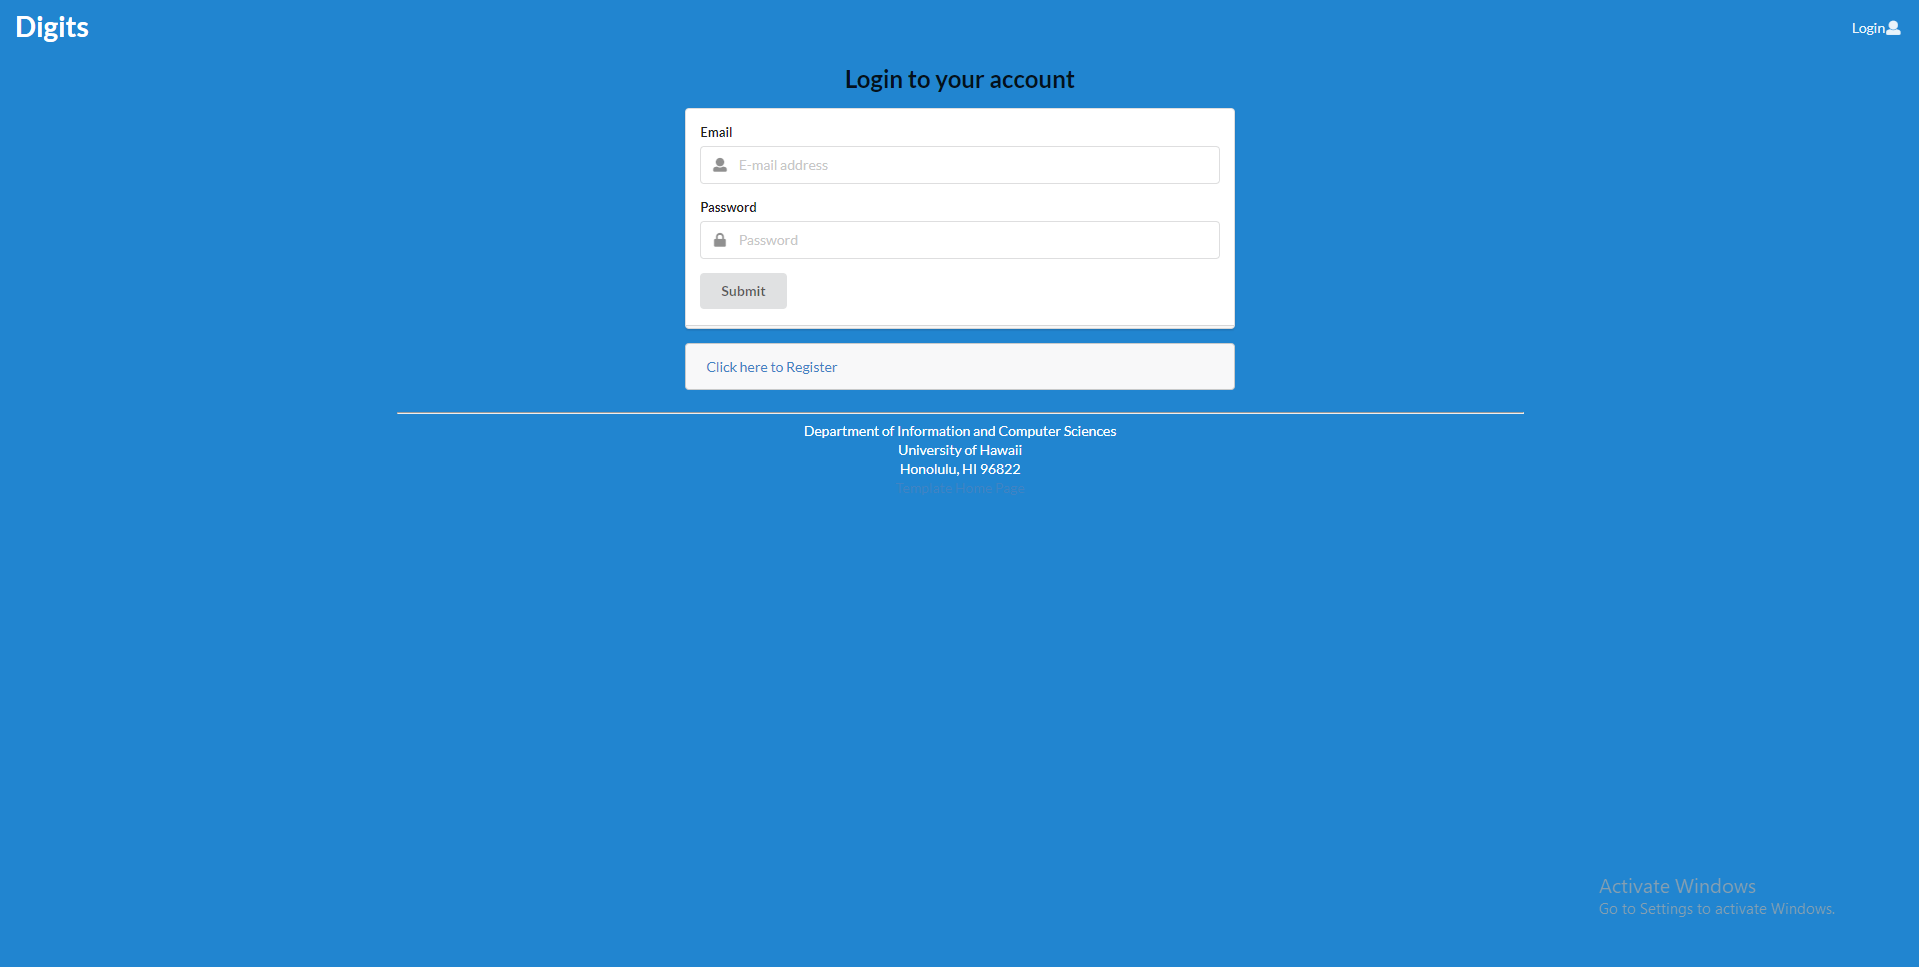 Digits
Login
Login to your account
Email
E-mail address
Password
Password
Submit
Click here to Register
Department of Information and Computer Sciences
University of Hawaii
Honolulu, HI 96822
Template Home Page
Activate Windows
Go to Settings to activate Windows.